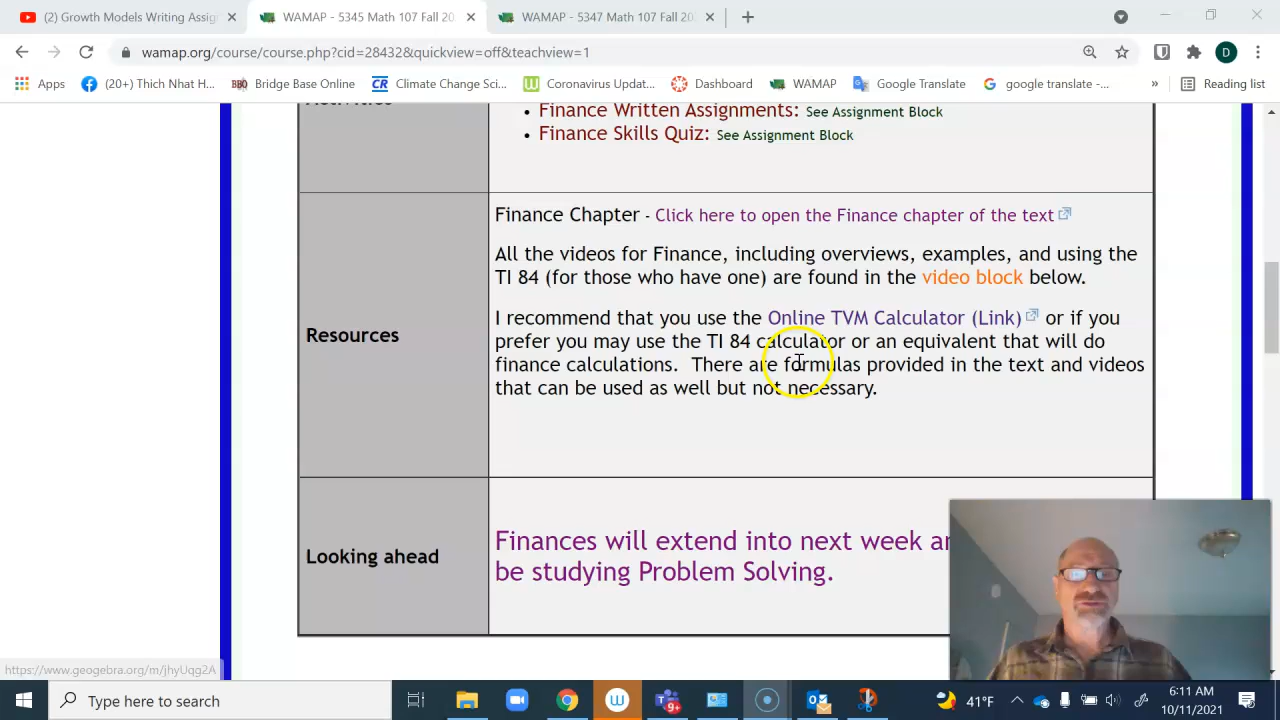 (2) Growth Models Writing Assig
WAMAP - 5345 Math 107 Fall 20
WAMAP - 5347 Math 107 Fall 202
wamap.org/course/course.php?cid=28432&quickview=off&teachview=1
D
Apps
(20+) Thich Nhat H...
Bridge Base Online
CR Climate Change Sci...
Coronavirus Updat...
Dashboard
WAMAP
Google Translate
google translate -...
»
Reading list
Activities
• Finance Written Assignments: See Assignment Block
• Finance Skills Quiz: See Assignment Block
Resources
Finance Chapter - Click here to open the Finance chapter of the text
All the videos for Finance, including overviews, examples, and using the
TI 84 (for those who have one) are found in the video block below.
I recommend that you use the Online TVM Calculator (Link) or if you
prefer you may use the TI 84 calculator or an equivalent that will do
finance calculations. There are formulas provided in the text and videos
that can be used as well but not necessary.
Looking ahead
Finances will extend into next week an
be studying Problem Solving.
https://www.geogebra.org/m/jhyUqg2A
Type here to search
9+
41°F
6:11 AM
10/11/2021